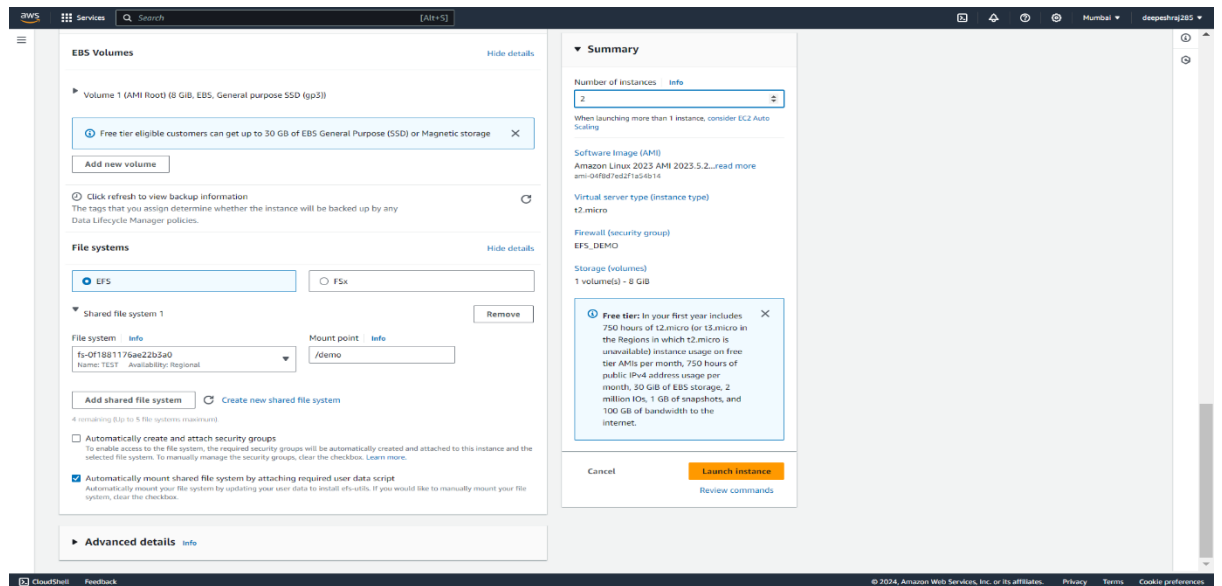 aws
Services
Search
[Alt+S]
Mumbai
deepeshraj285
EBS Volumes
Hide details
Volume 1 (AMI Root) (8 GiB, EBS, General purpose SSD (gp3))
Free tier eligible customers can get up to 30 GB of EBS General Purpose (SSD) or Magnetic storage
Add new volume
Click refresh to view backup information
The tags that you assign determine whether the instance will be backed up by any
Data Lifecycle Manager policies.
File systems
Hide details
EFS
FSx
Shared file system 1
Remove
File system
Info
Mount point
Info
fs-0f1881176ae22b3a0
Name: TEST Availability: Regional
/demo
Add shared file system
Create new shared file system
4 remaining (Up to 5 file systems maximum).
Automatically create and attach security groups
To enable access to the file system, the required security groups will be automatically created and attached to this instance and the
selected file system. To manually manage the security groups, clear the checkbox. Learn more.
Automatically mount shared file system by attaching required user data script
Automatically mount your file system by updating your user data to install efs-utils. If you would like to manually mount your file
system, clear the checkbox.
Advanced details Info
Summary
Number of instances
Info
2
When launching more than 1 instance, consider EC2 Auto
Scaling
Software Image (AMI)
Amazon Linux 2023 AMI 2023.5.2...read more
ami-04f8d7ed2f1a54b14
Virtual server type (instance type)
t2.micro
Firewall (security group)
EFS_DEMO
Storage (volumes)
1 volume(s) - 8 GiB
Free tier: In your first year includes
750 hours of t2.micro (or t3.micro in
the Regions in which t2.micro is
unavailable) instance usage on free
tier AMIs per month, 750 hours of
public IPv4 address usage per
month, 30 GiB of EBS storage, 2
million IOs, 1 GB of snapshots, and
100 GB of bandwidth to the
internet.
Cancel
Launch instance
Review commands
CloudShell
Feedback
© 2024, Amazon Web Services, Inc. or its affiliates.
Privacy
Terms
Cookie preferences